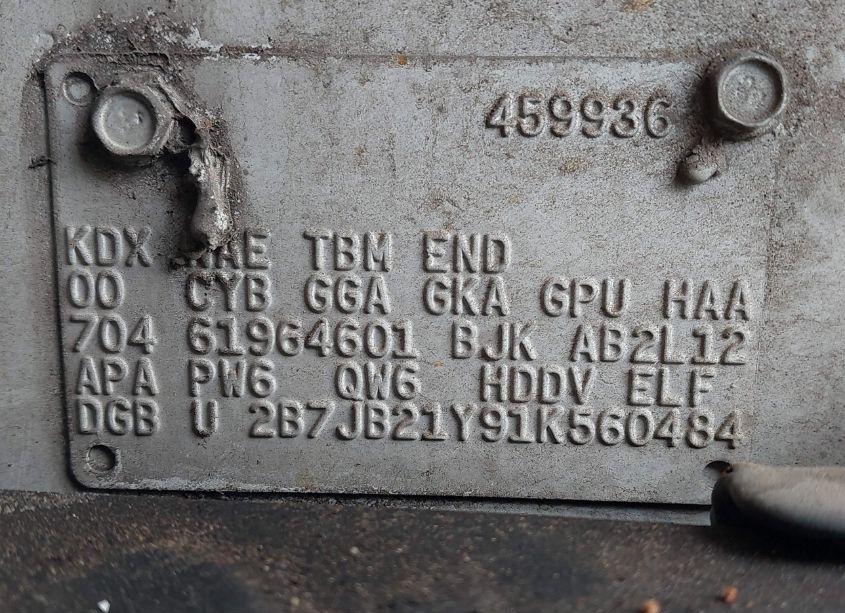 459936
KDX TBM END
00 CYB GGA GKA GPU HAA
704 61964601 BJK AB2L12
APA PW6 QW6 HDDV ELF
DGB U 2B7JB21Y91K560484